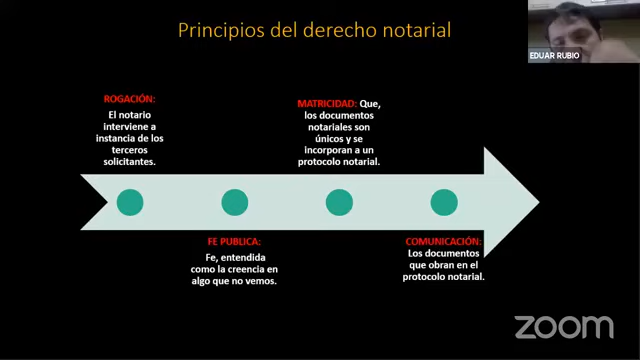 Principios del derecho notarial
EDUAR RUBIO
ROGACIÓN:
El notario
interviene a
instancia de los
terceros
solicitantes.
FE PUBLICA:
Fe, entendida
como la creencia en
algo que no vemos.
MATRICIDAD: Que,
los documentos
notariales son
únicos y se
incorporan a un
protocolo notarial.
COMUNICACIÓN:
Los documentos
que obran en el
protocolo notarial.
zoom